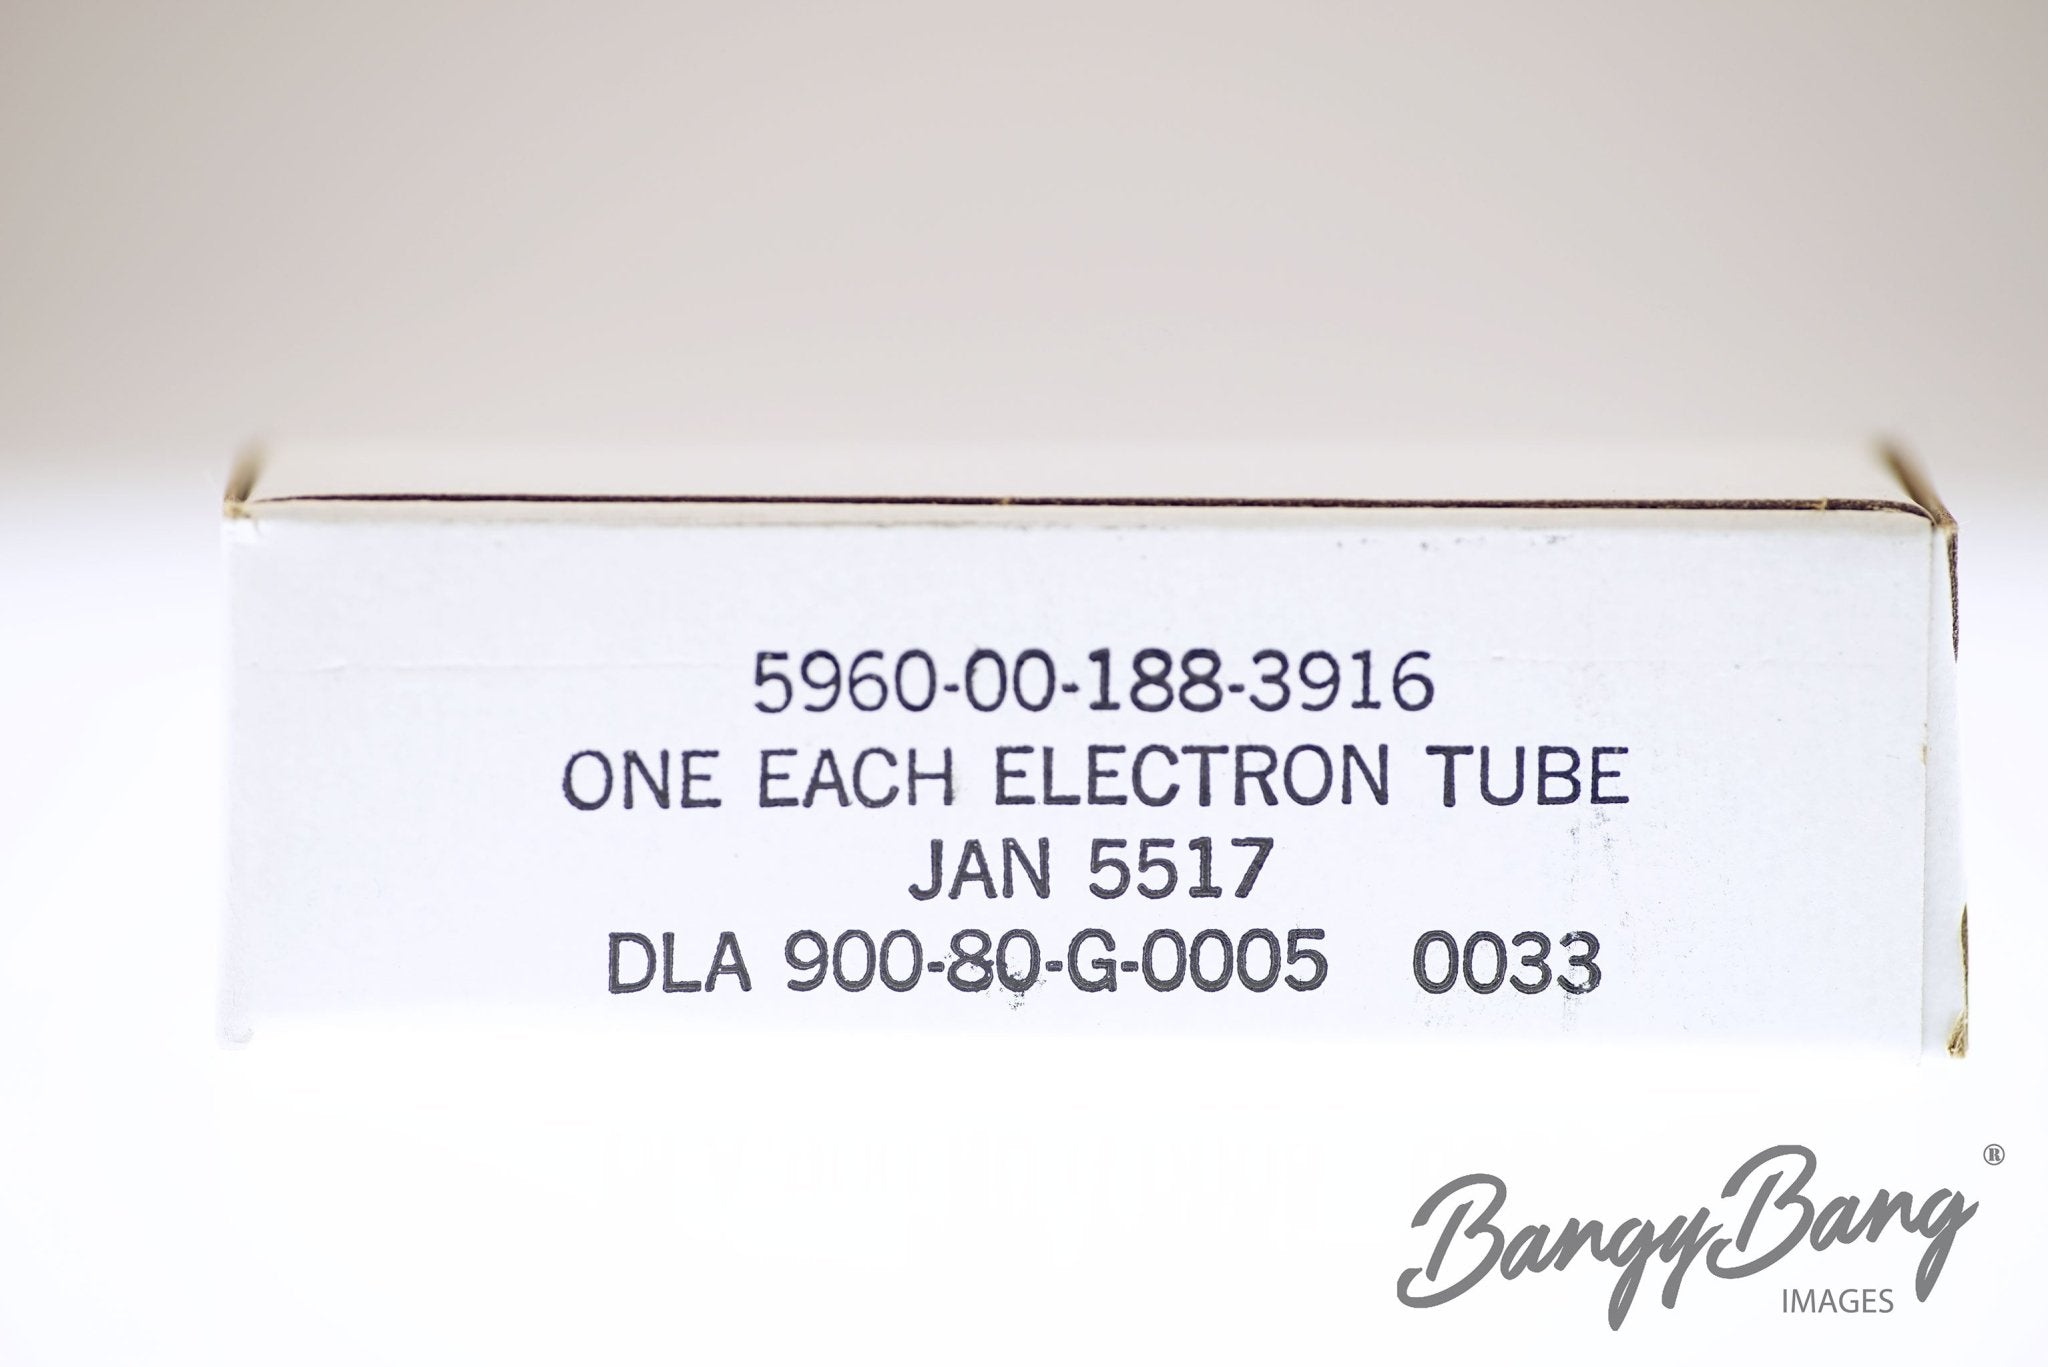 5960-00-188-3916
ONE EACH ELECTRON TUBE
JAN 5517
DLA 900-80-G-0005 0033
BangyBang ®
IMAGES